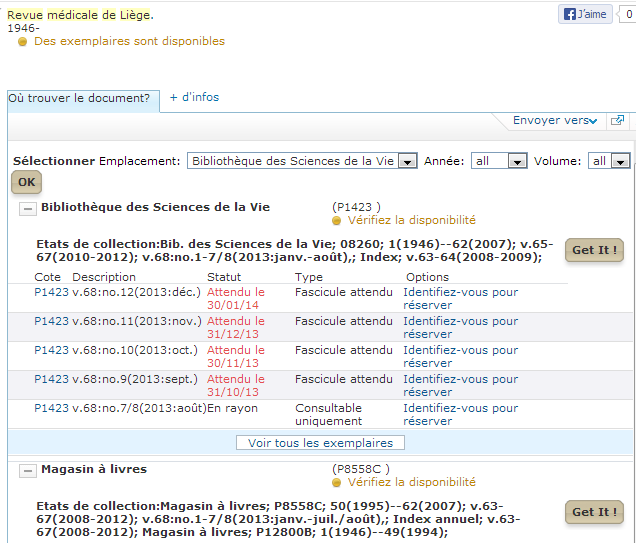 Revue médicale de Liège.
J'aime 0
1946-
Des exemplaires sont disponibles
Où trouver le document? + d'infos
Envoyer vers
Sélectionner Emplacement: Bibliothèque des Sciences de la Vie Année: all Volume: all
OK
Bibliothèque des Sciences de la Vie (P1423 )
Vérifiez la disponibilité
Etats de collection:Bib. des Sciences de la Vie; 08260; 1(1946)--62(2007); v.65-
67(2010-2012); v.68:no.1-7/8(2013:janv.-août),; Index; v.63-64(2008-2009);
Get It !
Cote Description Statut Type Options
P1423 v.68:no.12(2013:déc.) Attendu le Fascicule attendu Identifiez-vous pour
30/01/14 réserver
P1423 v.68:no.11(2013:nov.) Attendu le Fascicule attendu Identifiez-vous pour
31/12/13 réserver
P1423 v.68:no.10(2013:oct.) Attendu le Fascicule attendu Identifiez-vous pour
30/11/13 réserver
P1423 v.68:no.9(2013:sept.) Attendu le Fascicule attendu Identifiez-vous pour
31/10/13 réserver
P1423 v.68:no.7/8(2013:août) En rayon Consultable Identifiez-vous pour
uniquement réserver
Voir tous les exemplaires
Magasin à livres (P8558C )
Vérifiez la disponibilité
Etats de collection:Magasin à livres; P8558C; 50(1995)--62(2007); v.63-
67(2008-2012); v.68:no.1-7/8(2013:janv.-juil./août),; Index annuel; v.63-
67(2008-2012); Magasin à livres; P12800B; 1(1946)--49(1994);
Get It !